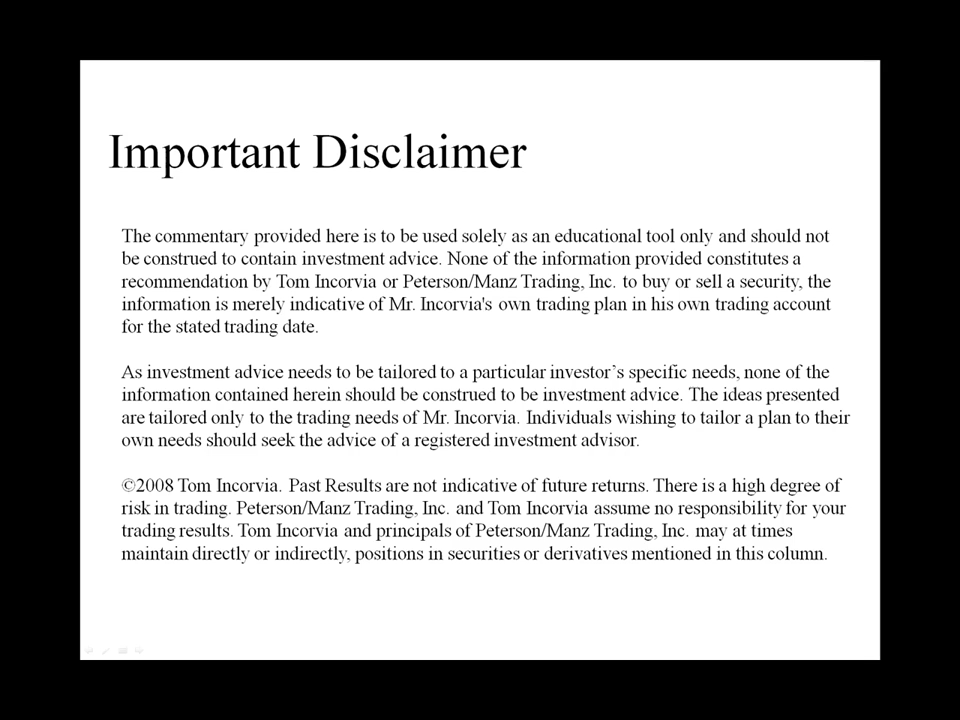 Important Disclaimer
The commentary provided here is to be used solely as an educational tool only and should not
be construed to contain investment advice. None of the information provided constitutes a
recommendation by Tom Incorvia or Peterson/Manz Trading, Inc. to buy or sell a security, the
information is merely indicative of Mr. Incorvia's own trading plan in his own trading account
for the stated trading date.
As investment advice needs to be tailored to a particular investor’s specific needs, none of the
information contained herein should be construed to be investment advice. The ideas presented
are tailored only to the trading needs of Mr. Incorvia. Individuals wishing to tailor a plan to their
own needs should seek the advice of a registered investment advisor.
©2008 Tom Incorvia. Past Results are not indicative of future returns. There is a high degree of
risk in trading. Peterson/Manz Trading, Inc. and Tom Incorvia assume no responsibility for your
trading results. Tom Incorvia and principals of Peterson/Manz Trading, Inc. may at times
maintain directly or indirectly, positions in securities or derivatives mentioned in this column.